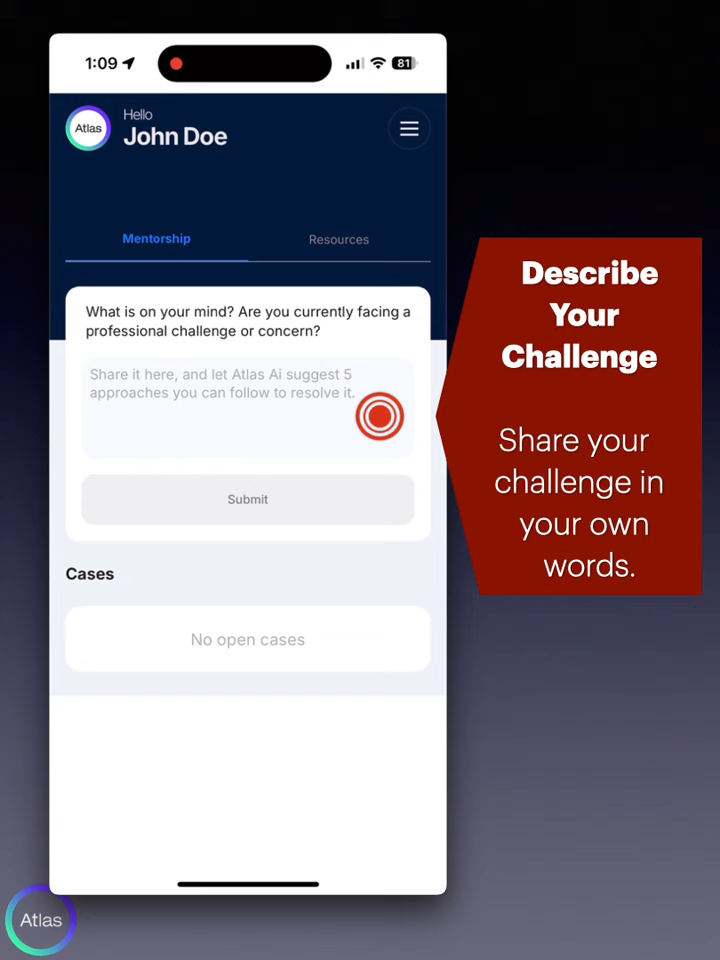 1:09
81
Atlas
Hello
John Doe
Mentorship
Resources
What is on your mind? Are you currently facing a
professional challenge or concern?
Share it here, and let Atlas Ai suggest 5
approaches you can follow to resolve it.
Submit
Cases
No open cases
Describe
Your
Challenge
Share your
challenge in
your own
words.
Atlas